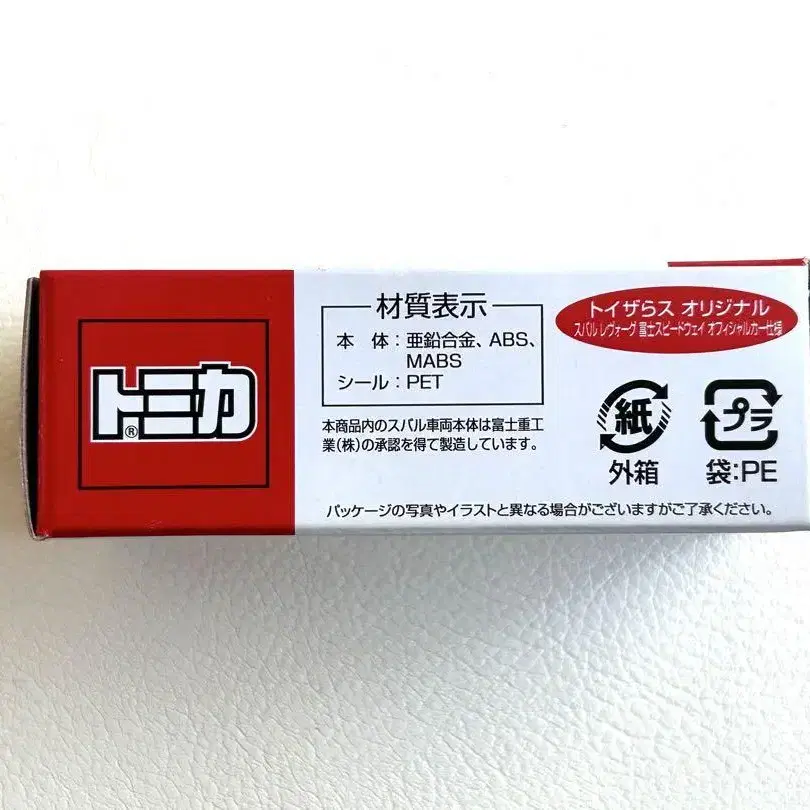 トミカ®
材質表示
本 体：亜鉛合金、ABS、
MABS
シール：PET
本商品内のスバル車両本体は富士重工
業(株)の承認を得て製造しています。
トイザらス オリジナル
スバル レヴォーグ 富士スピードウェイ オフィシャルカー仕様
紙
外箱
プラ
袋:PE
パッケージの写真やイラストと異なる場合がございますがご了承ください。